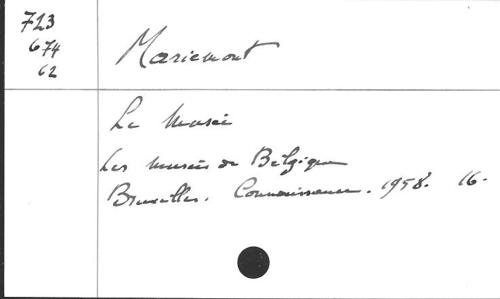 723
674
62
Mariemont
Le Musée
Les musées de Belgique
Bruxelles. Connaissance. 1958. 16.